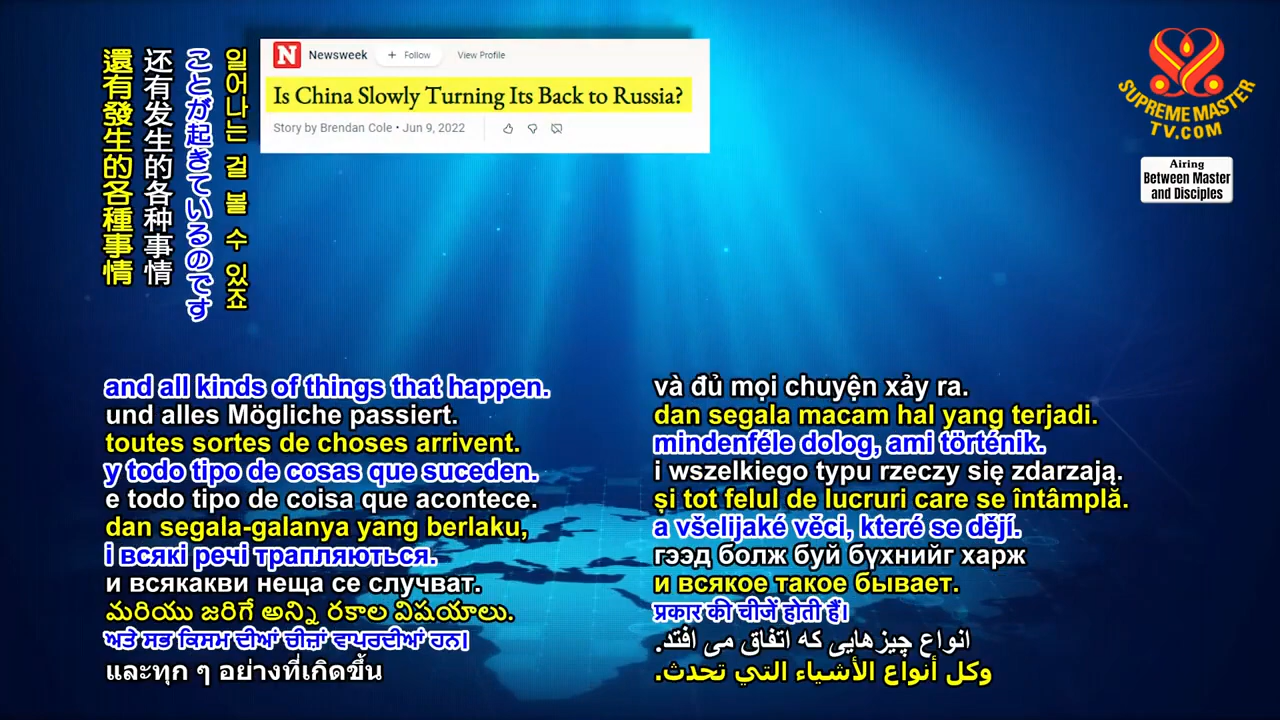 還有發生的各種事情
还有发生的各种事情
ことが起きているのです
일어나는 걸 볼 수 있죠
N Newsweek + Follow View Profile
Is China Slowly Turning Its Back to Russia?
Story by Brendan Cole • Jun 9, 2022
SUPREME MASTER
TV.COM
Airing
Between Master
and Disciples
and all kinds of things that happen.
und alles Mögliche passiert.
toutes sortes de choses arrivent.
y todo tipo de cosas que suceden.
e todo tipo de coisa que acontece.
dan segala-galanya yang berlaku,
і всякі речі трапляються.
и всякакви неща се случват.
మరియు జరిగే అన్ని రకాల విషయాలు.
ਅਤੇ ਸਭ ਕਿਸਮ ਦੀਆਂ ਚੀਜ਼ਾਂ ਵਾਪਰਦੀਆਂ ਹਨ।
และทุก ๆ อย่างที่เกิดขึ้น
và đủ mọi chuyện xảy ra.
dan segala macam hal yang terjadi.
mindenféle dolog, ami történik.
i wszelkiego typu rzeczy się zdarzają.
și tot felul de lucruri care se întâmplă.
a všelijaké věci, které se dějí.
гээд болж буй бүхнийг харж
и всякое такое бывает.
प्रकार की चीजें होती हैं।
انواع چیزهایی که اتفاق می افتد.
وكل أنواع الأشياء التي تحدث.